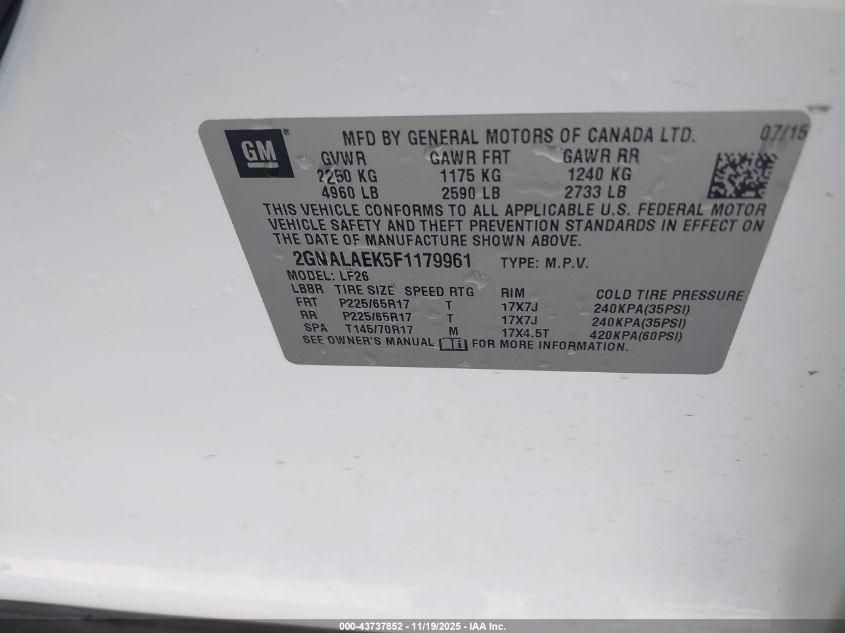 GM
MFD BY GENERAL MOTORS OF CANADA LTD. 07/15
GVWR GAWR FRT GAWR RR
2250 KG 1175 KG 1240 KG
4960 LB 2590 LB 2733 LB
THIS VEHICLE CONFORMS TO ALL APPLICABLE U.S. FEDERAL MOTOR
VEHICLE SAFETY AND THEFT PREVENTION STANDARDS IN EFFECT ON
THE DATE OF MANUFACTURE SHOWN ABOVE.
2GNALAEK5F1179961 TYPE: M.P.V.
MODEL: LF26
LBBR TIRE SIZE SPEED RTG RIM COLD TIRE PRESSURE
FRT P225/65R17 T 17X7J 240KPA(35PSI)
RR P225/65R17 T 17X7J 240KPA(35PSI)
SPA T145/70R17 M 17X4.5T 420KPA(60PSI)
SEE OWNER'S MANUAL FOR MORE INFORMATION.
000-43737852 - 11/19/2025 - IAA Inc.